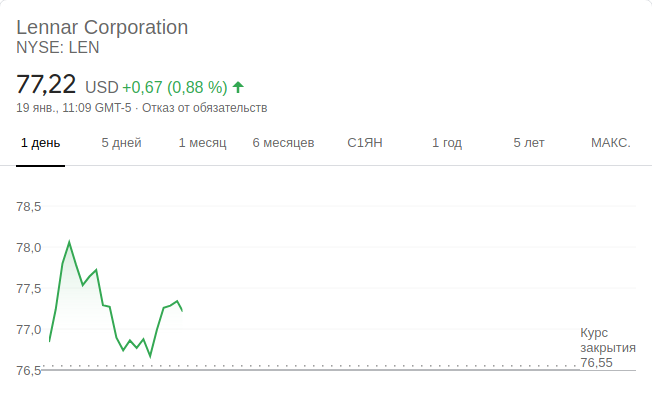 Lennar Corporation
NYSE: LEN
77,22 USD +0,67 (0,88 %)
19 янв., 11:09 GMT-5 · Отказ от обязательств
1 день 5 дней 1 месяц 6 месяцев С1ЯН 1 год 5 лет МАКС.
78,5
78,0
77,5
77,0
76,5
Курс
закрытия
76,55